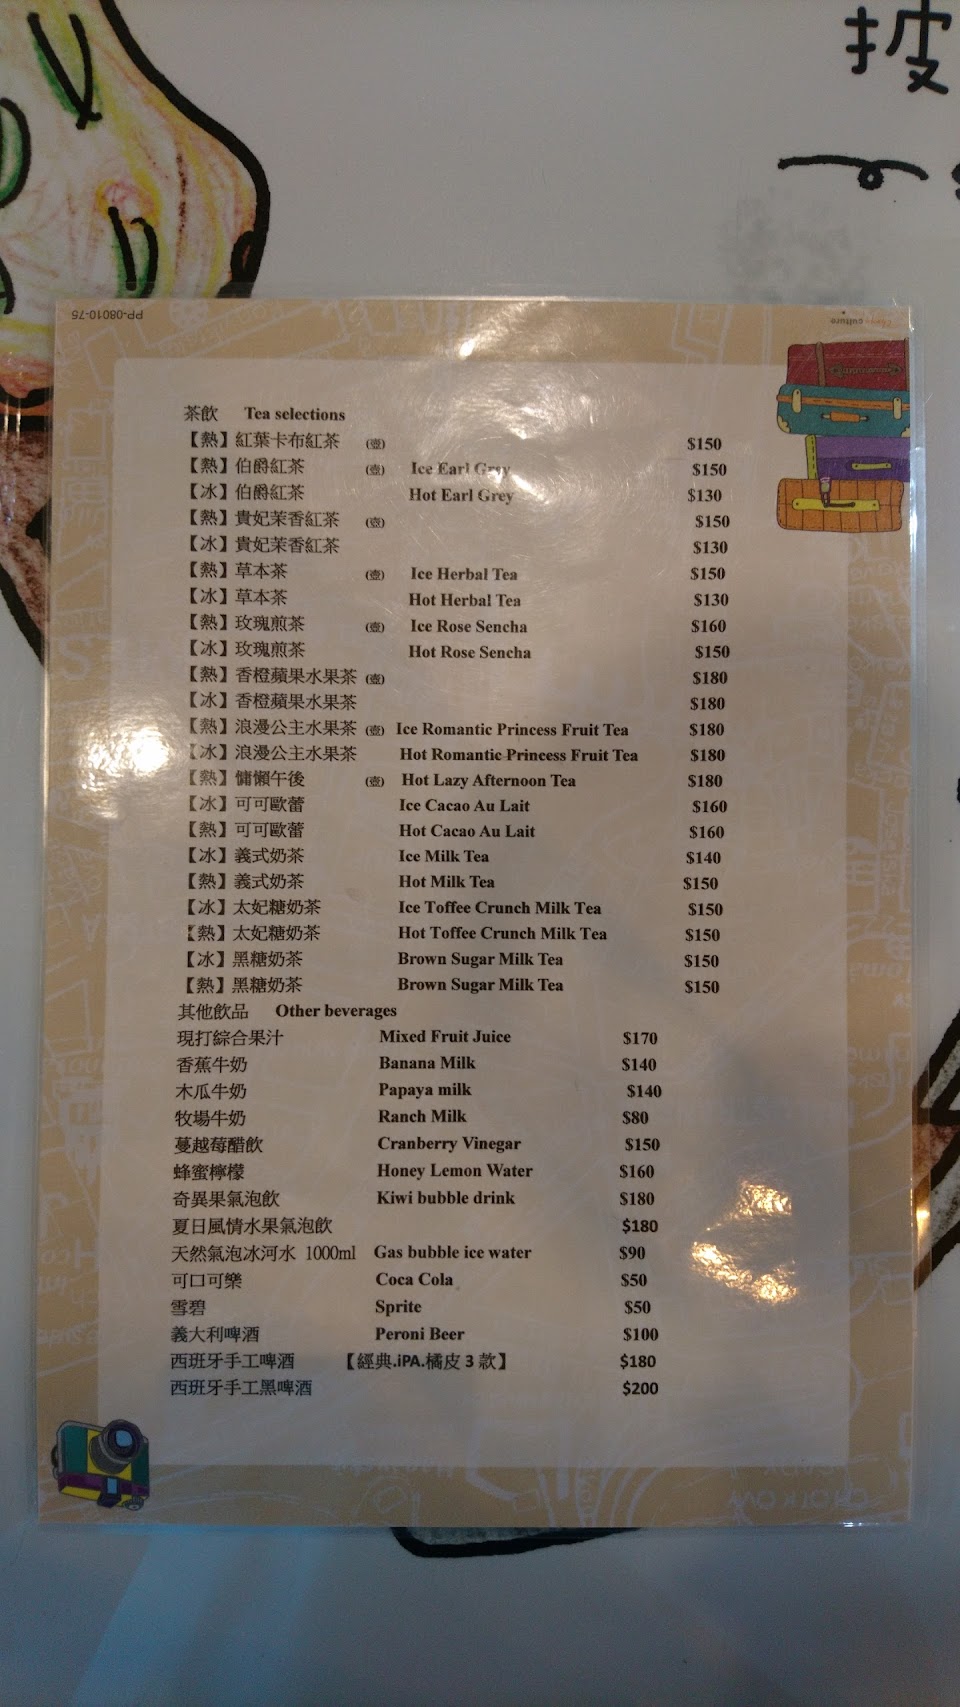 披
PP-08010-75
culture
茶飲 Tea selections
【熱】紅葉卡布紅茶 (壺) $150
【熱】伯爵紅茶 (壺) Ice Earl Grey $150
【冰】伯爵紅茶 Hot Earl Grey $130
【熱】貴妃茉香紅茶 (壺) $150
【冰】貴妃茉香紅茶 $130
【熱】草本茶 (壺) Ice Herbal Tea $150
【冰】草本茶 Hot Herbal Tea $130
【熱】玫瑰煎茶 (壺) Ice Rose Sencha $160
【冰】玫瑰煎茶 Hot Rose Sencha $150
【熱】香橙蘋果水果茶 (壺) $180
【冰】香橙蘋果水果茶 $180
【熱】浪漫公主水果茶 (壺) Ice Romantic Princess Fruit Tea $180
【冰】浪漫公主水果茶 Hot Romantic Princess Fruit Tea $180
【熱】慵懶午後 (壺) Hot Lazy Afternoon Tea $180
【冰】可可歐蕾 Ice Cacao Au Lait $160
【熱】可可歐蕾 Hot Cacao Au Lait $160
【冰】義式奶茶 Ice Milk Tea $140
【熱】義式奶茶 Hot Milk Tea $150
【冰】太妃糖奶茶 Ice Toffee Crunch Milk Tea $150
【熱】太妃糖奶茶 Hot Toffee Crunch Milk Tea $150
【冰】黑糖奶茶 Brown Sugar Milk Tea $150
【熱】黑糖奶茶 Brown Sugar Milk Tea $150
其他飲品 Other beverages
現打綜合果汁 Mixed Fruit Juice $170
香蕉牛奶 Banana Milk $140
木瓜牛奶 Papaya milk $140
牧場牛奶 Ranch Milk $80
蔓越莓醋飲 Cranberry Vinegar $150
蜂蜜檸檬 Honey Lemon Water $160
奇異果氣泡飲 Kiwi bubble drink $180
夏日風情水果氣泡飲 $180
天然氣泡冰河水 1000ml Gas bubble ice water $90
可口可樂 Coca Cola $50
雪碧 Sprite $50
義大利啤酒 Peroni Beer $100
西班牙手工啤酒 【經典.iPA.橘皮 3 款】 $180
西班牙手工黑啤酒 $200